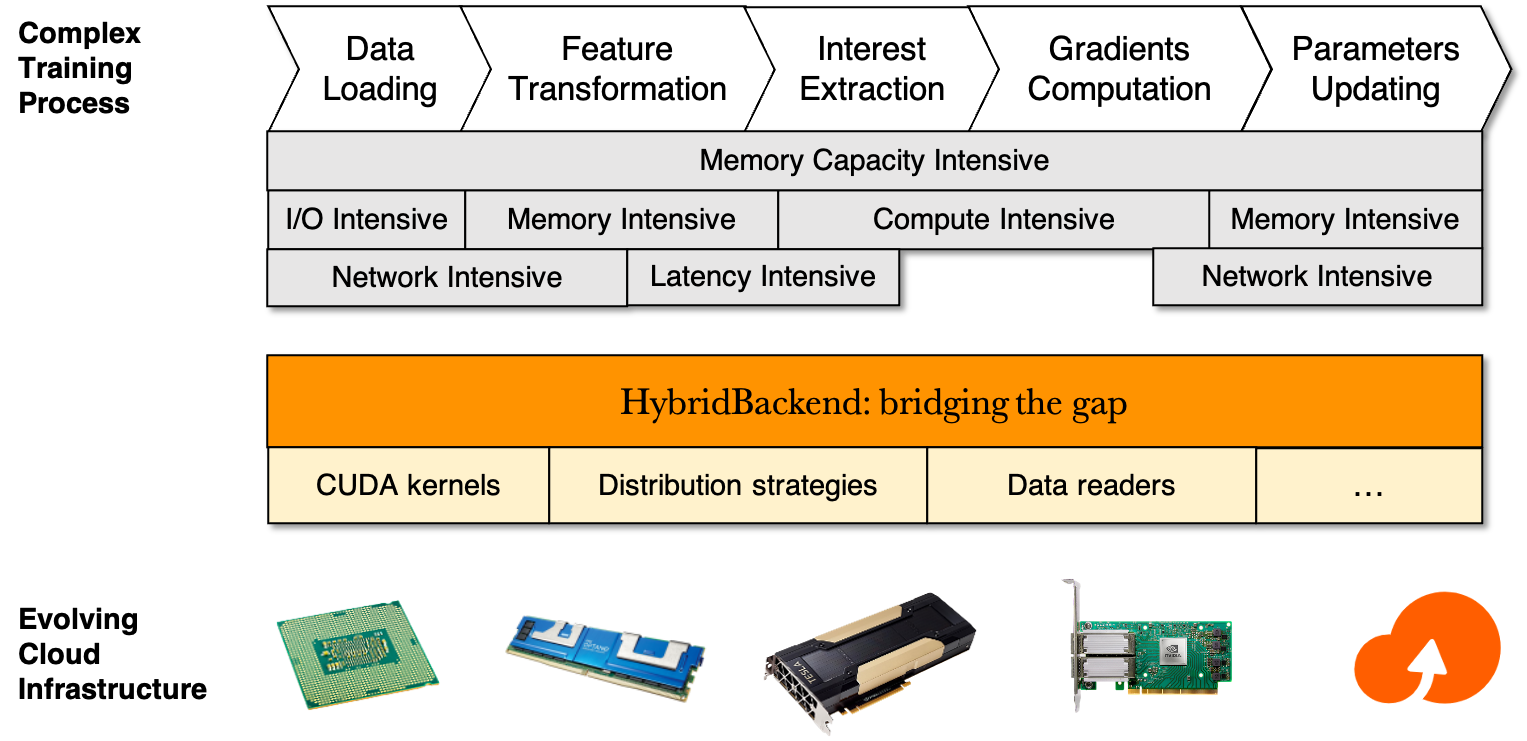 Complex
Training
Process
Data
Loading
Feature
Transformation
Interest
Extraction
Gradients
Computation
Parameters
Updating
Memory Capacity Intensive
I/O Intensive
Memory Intensive
Compute Intensive
Memory Intensive
Network Intensive
Latency Intensive
Network Intensive
HybridBackend: bridging the gap
CUDA kernels
Distribution strategies
Data readers
...
Evolving
Cloud
Infrastructure
OPTANE
TESLA
NVIDIA